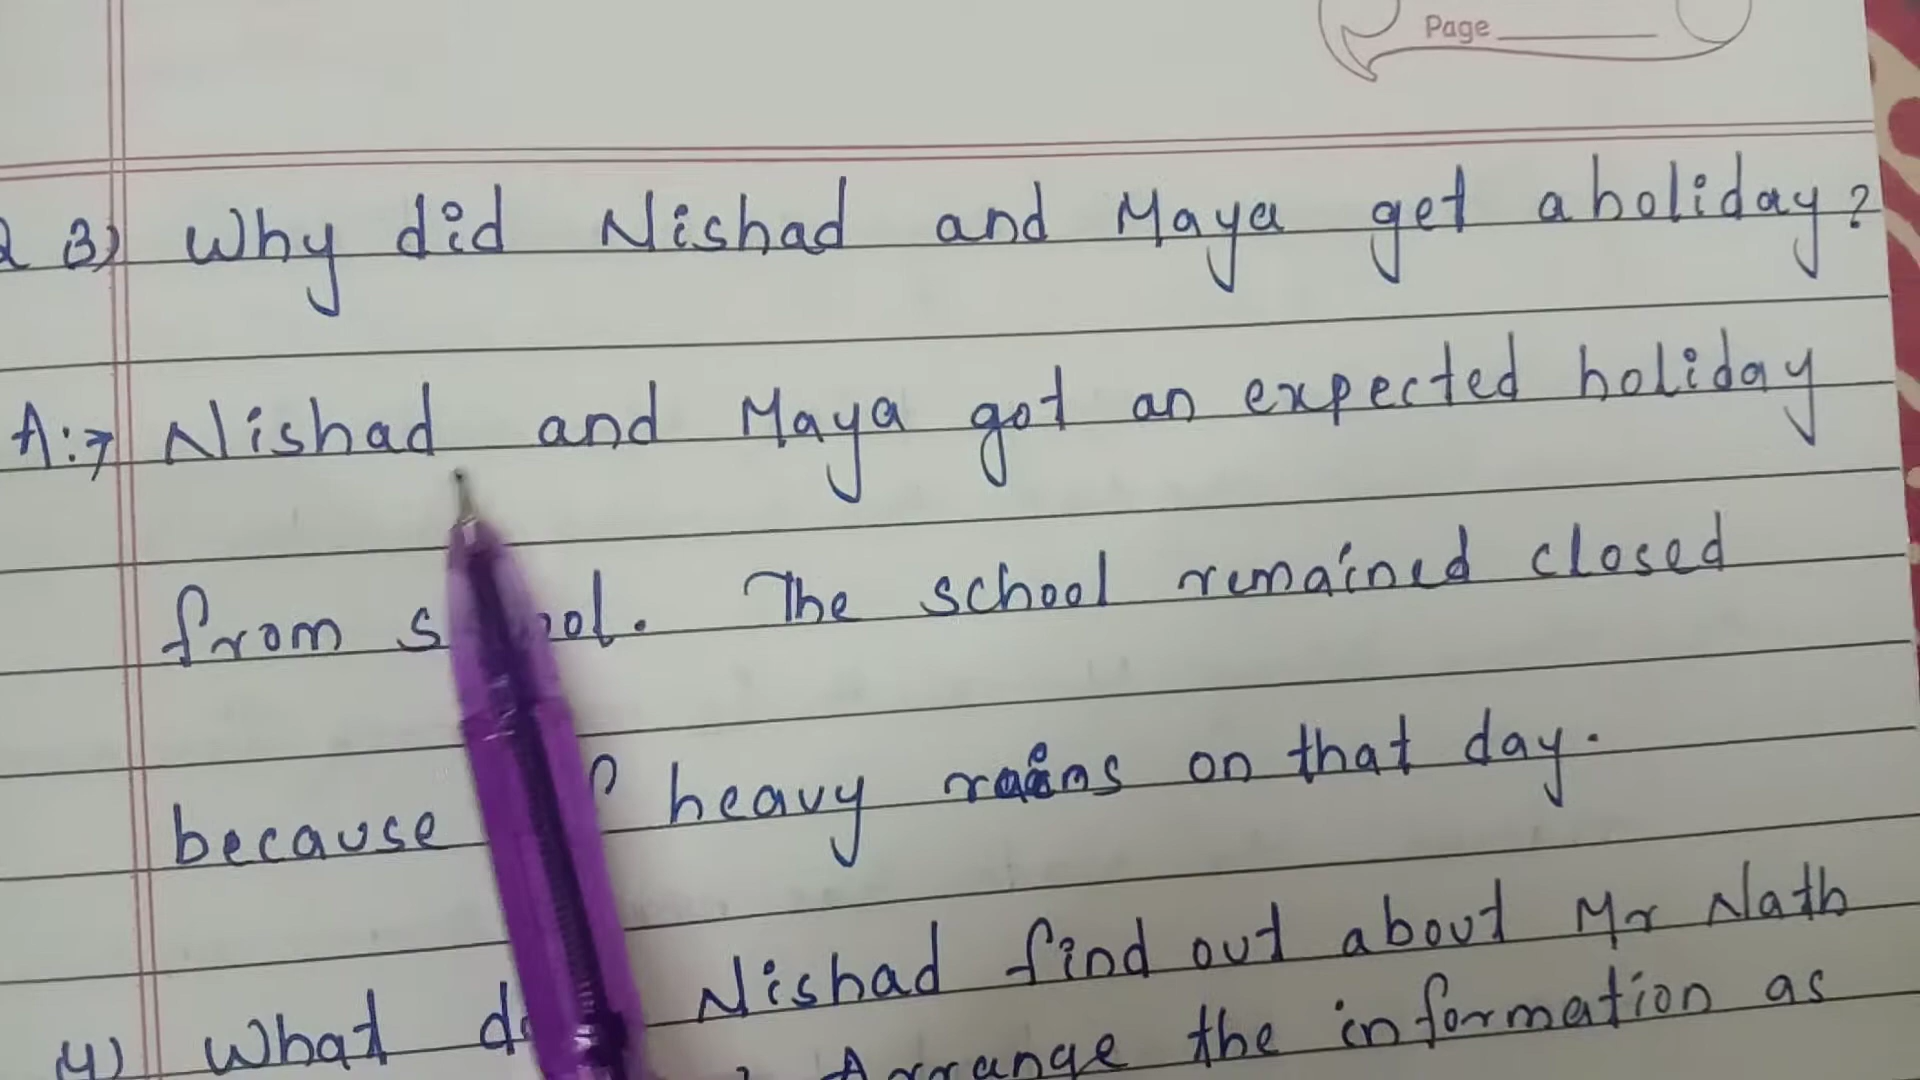 Page
Q 3) Why did Nishad and Maya get a holiday?
A:→ Nishad and Maya got an expected holiday
from The school remained closed
because heavy rains on that day.
4) What Nishad find out about Mr Nath
Arrange the information as